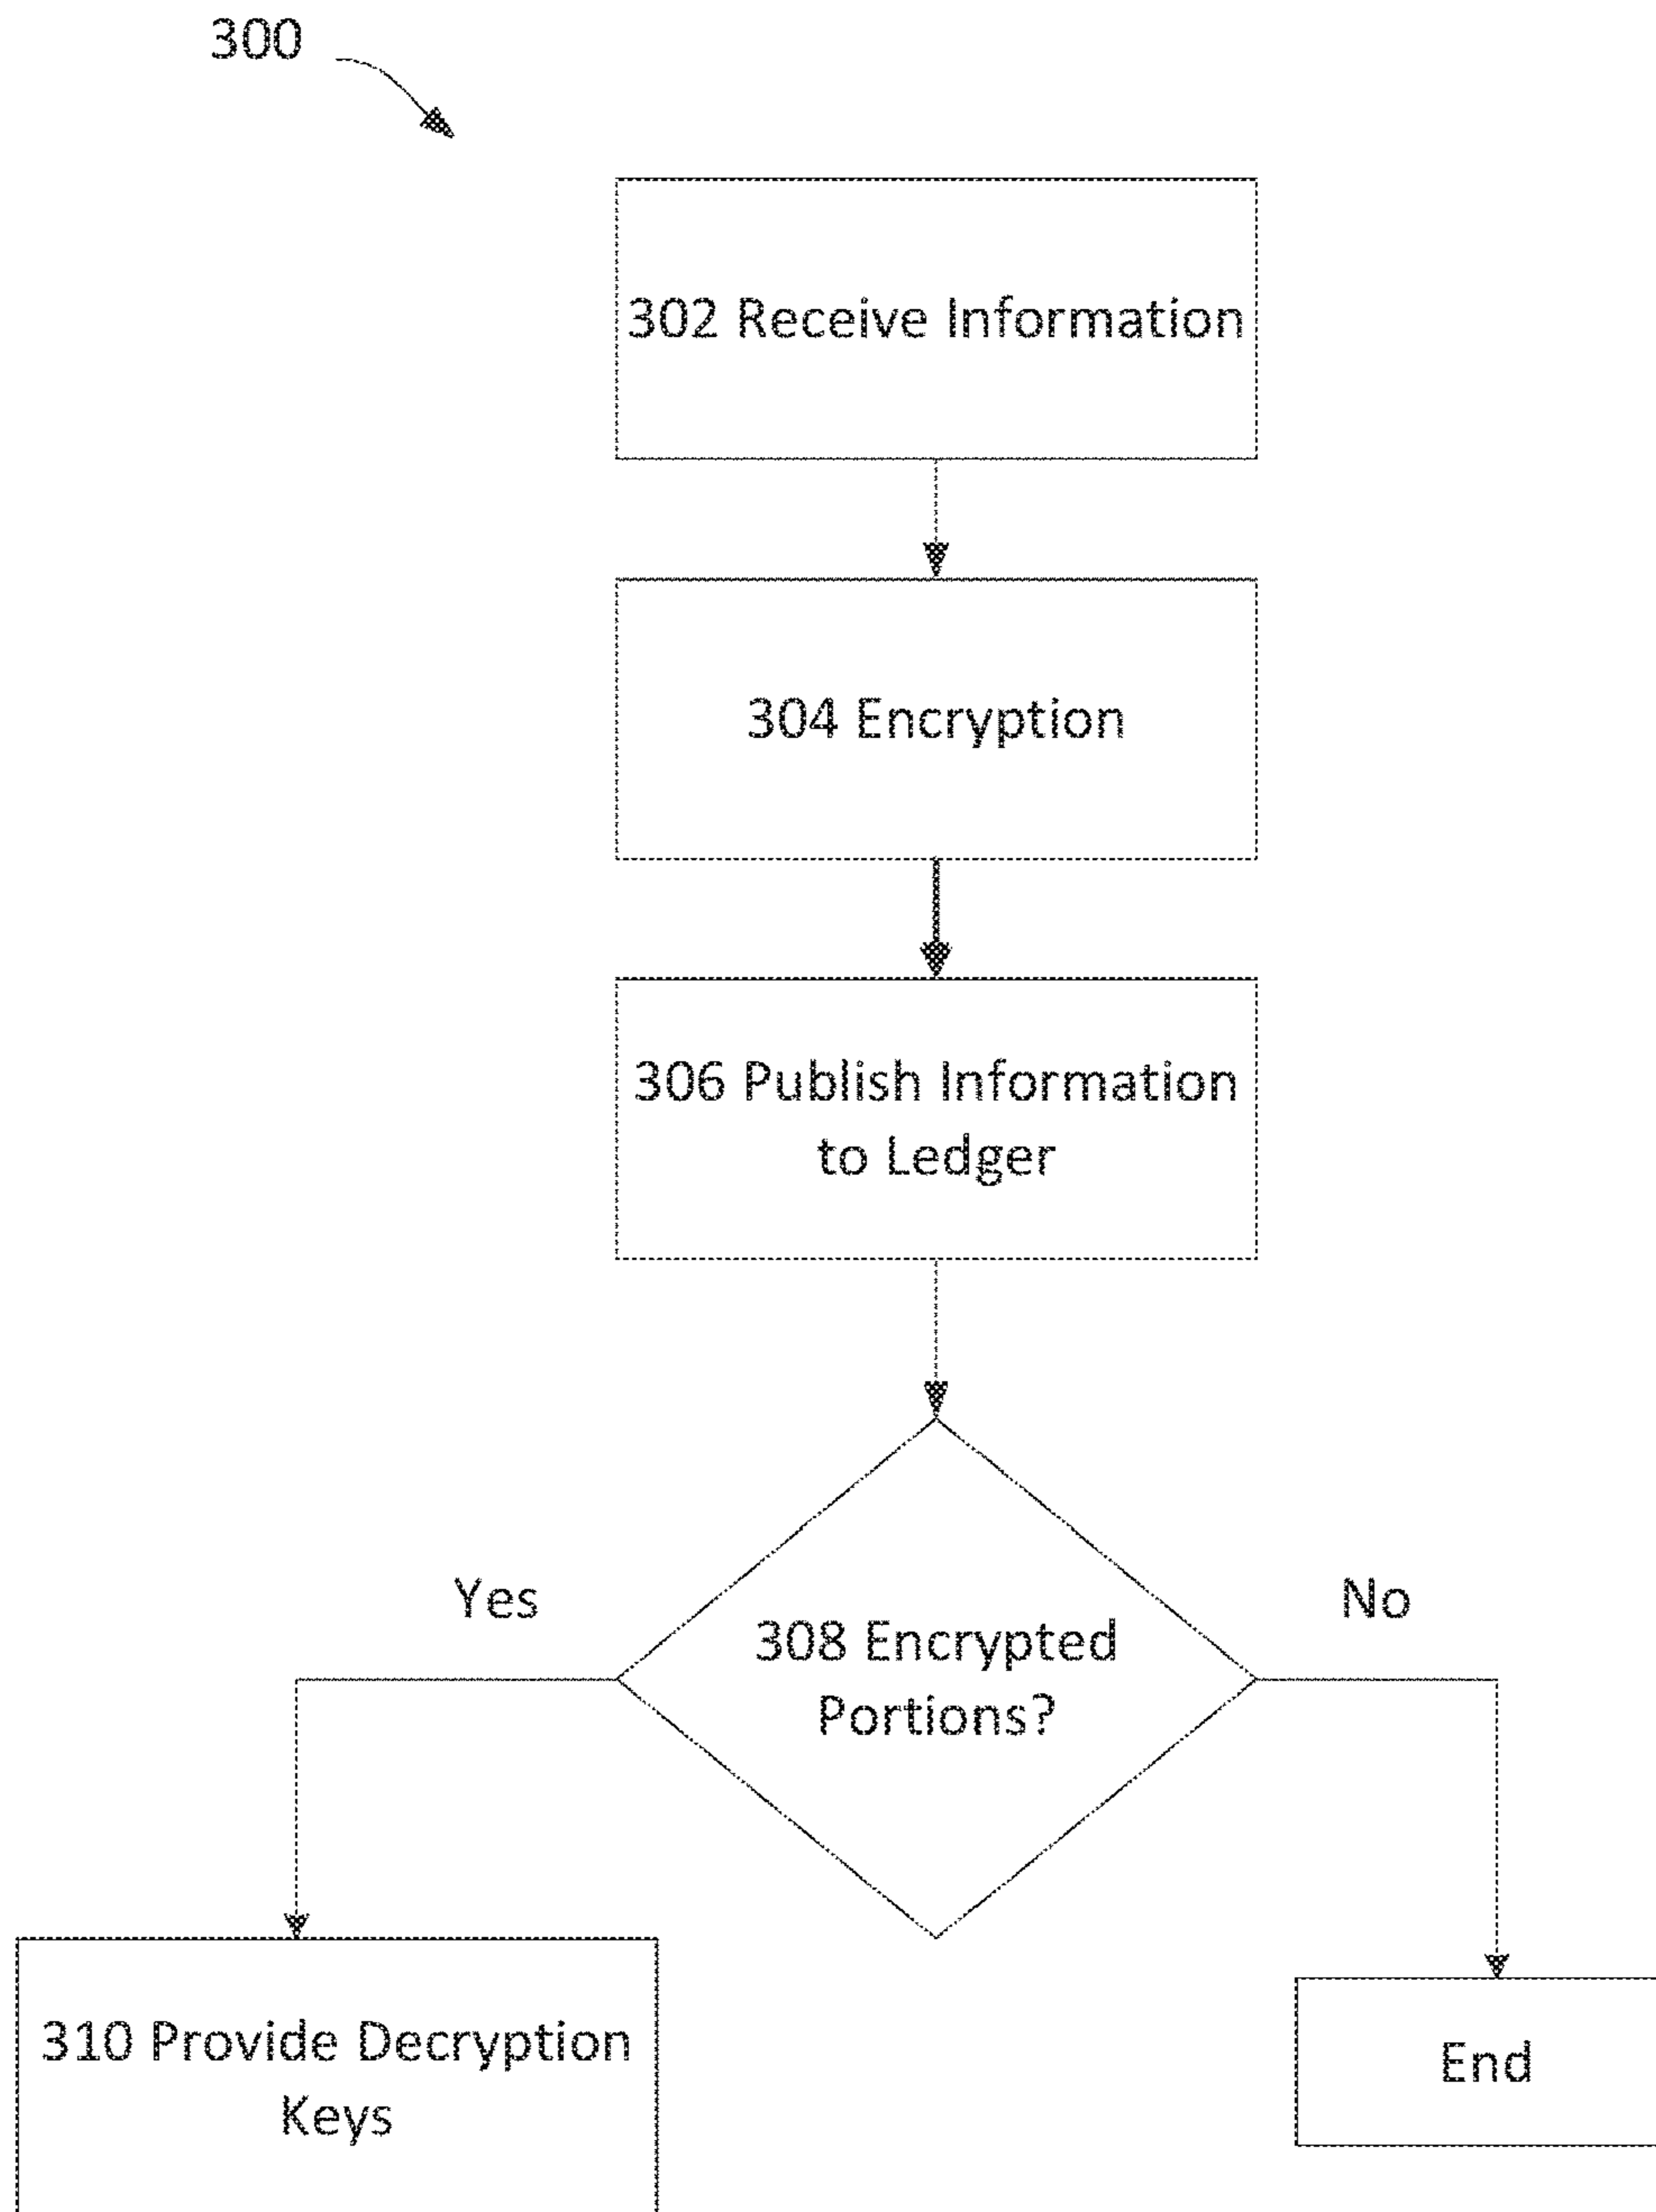 300
302 Receive Information
304 Encryption
306 Publish Information
to Ledger
Yes
No
308 Encrypted
Portions?
310 Provide Decryption
Keys
End